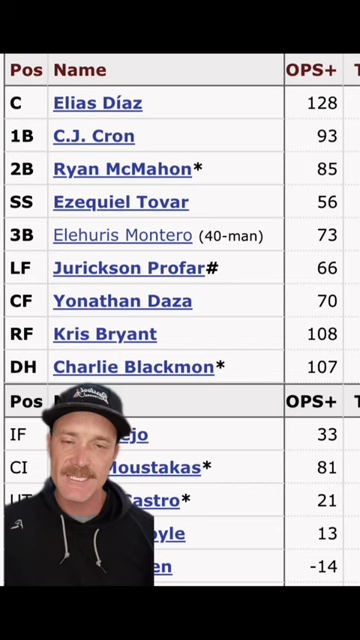 Pos Name OPS+
C Elias Díaz 128
1B C.J. Cron 93
2B Ryan McMahon* 85
SS Ezequiel Tovar 56
3B Elehuris Montero (40-man) 73
LF Jurickson Profar# 66
CF Yonathan Daza 70
RF Kris Bryant 108
DH Charlie Blackmon* 107
Pos OPS+
IF 33
CI Moustakas* 81
UT Castro* 21
13
-14